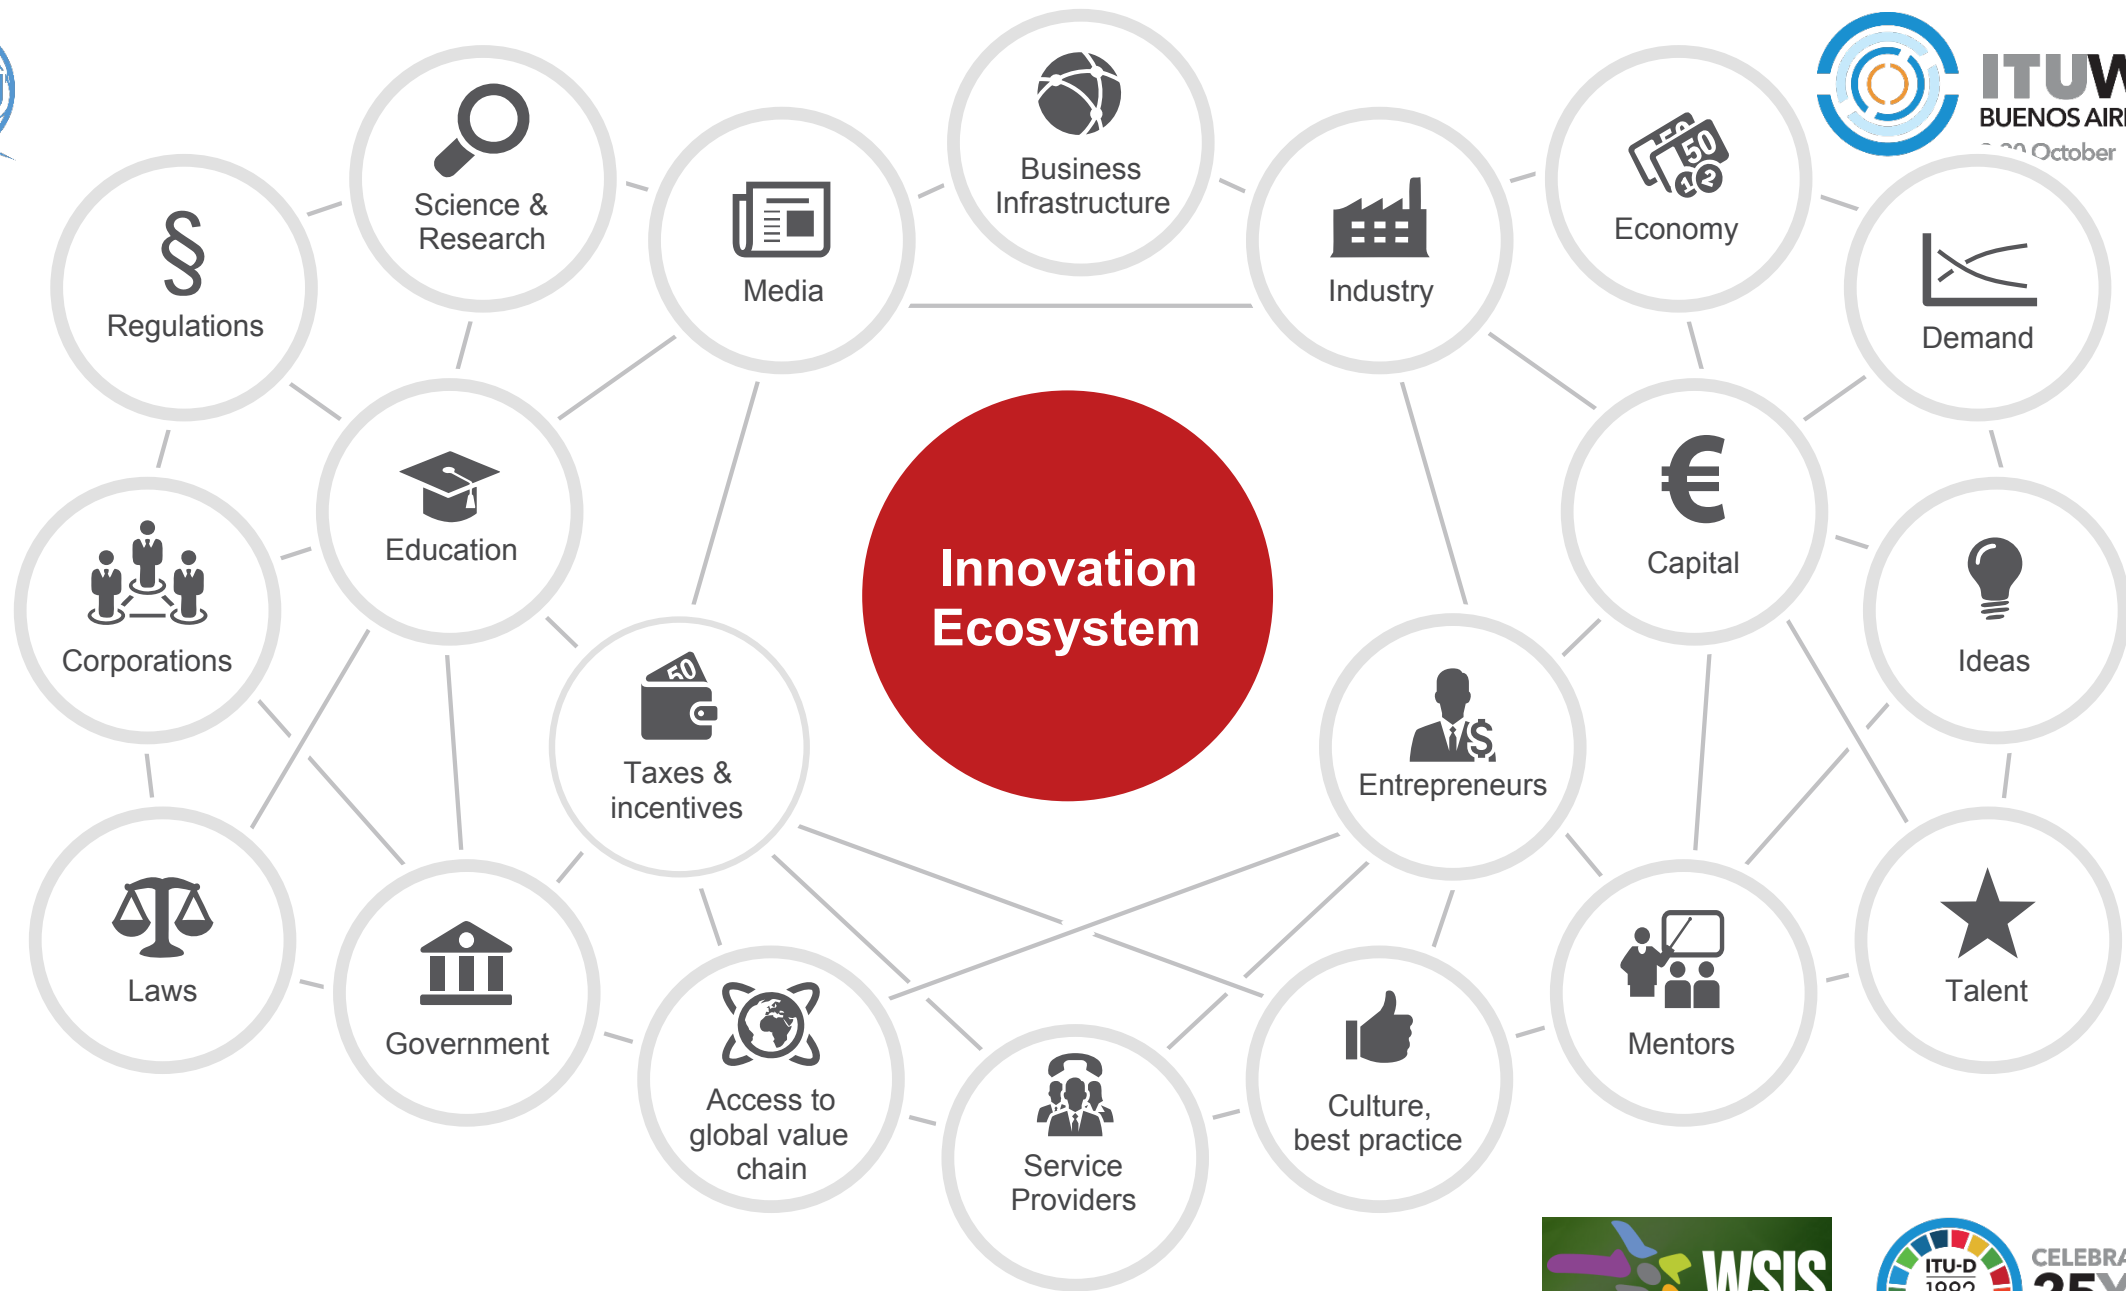 ITUW
BUENOS AIR
October
Business
Infrastructure
Science &
Research
Economy
Media
Industry
Regulations
Demand
Education
Capital
Innovation
Ecosystem
Corporations
Ideas
50
Taxes &
incentives
$
Entrepreneurs
Laws
Talent
Government
Mentors
Access to
global value
chain
Culture,
best practice
Service
Providers
WSIS
ITU-D
1992
CELEBRA
25Y